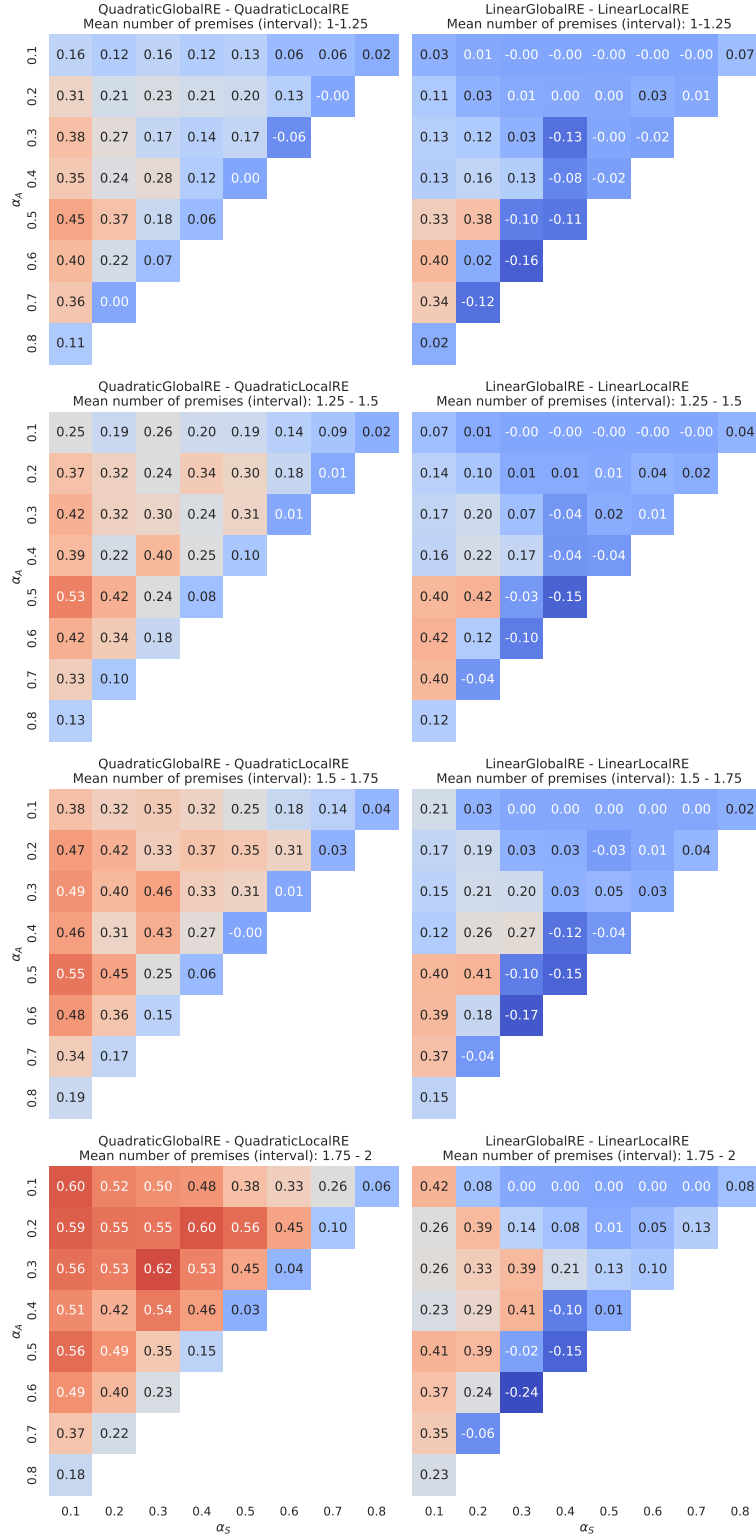 QuadraticGlobalRE - QuadraticLocalRE
Mean number of premises (interval): 1-1.25
0.1 0.16 0.12 0.16 0.12 0.13 0.06 0.06 0.02
0.2 0.31 0.21 0.23 0.21 0.20 0.13 -0.00
0.3 0.38 0.27 0.17 0.14 0.17 -0.06
0.4 0.35 0.24 0.28 0.12 0.00
α_A
0.5 0.45 0.37 0.18 0.06
0.6 0.40 0.22 0.07
0.7 0.36 0.00
0.8 0.11
LinearGlobalRE - LinearLocalRE
Mean number of premises (interval): 1-1.25
0.03 0.01 -0.00 -0.00 -0.00 -0.00 -0.00 0.07
0.11 0.03 0.01 0.00 0.00 0.03 0.01
0.13 0.12 0.03 -0.13 -0.00 -0.02
0.13 0.16 0.13 -0.08 -0.02
0.33 0.38 -0.10 -0.11
0.40 0.02 -0.16
0.34 -0.12
0.02
QuadraticGlobalRE - QuadraticLocalRE
Mean number of premises (interval): 1.25 - 1.5
0.1 0.25 0.19 0.26 0.20 0.19 0.14 0.09 0.02
0.2 0.37 0.32 0.24 0.34 0.30 0.18 0.01
0.3 0.42 0.32 0.30 0.24 0.31 0.01
0.4 0.39 0.22 0.40 0.25 0.10
α_A
0.5 0.53 0.42 0.24 0.08
0.6 0.42 0.34 0.18
0.7 0.33 0.10
0.8 0.13
LinearGlobalRE - LinearLocalRE
Mean number of premises (interval): 1.25 - 1.5
0.07 0.01 -0.00 -0.00 -0.00 -0.00 -0.00 0.04
0.14 0.10 0.01 0.01 0.01 0.04 0.02
0.17 0.20 0.07 -0.04 0.02 0.01
0.16 0.22 0.17 -0.04 -0.04
0.40 0.42 -0.03 -0.15
0.42 0.12 -0.10
0.40 -0.04
0.12
QuadraticGlobalRE - QuadraticLocalRE
Mean number of premises (interval): 1.5 - 1.75
0.1 0.38 0.32 0.35 0.32 0.25 0.18 0.14 0.04
0.2 0.47 0.42 0.33 0.37 0.35 0.31 0.03
0.3 0.49 0.40 0.46 0.33 0.31 0.01
0.4 0.46 0.31 0.43 0.27 -0.00
α_A
0.5 0.55 0.45 0.25 0.06
0.6 0.48 0.36 0.15
0.7 0.34 0.17
0.8 0.19
LinearGlobalRE - LinearLocalRE
Mean number of premises (interval): 1.5 - 1.75
0.21 0.03 0.00 0.00 0.00 0.00 0.00 0.02
0.17 0.19 0.03 0.03 -0.03 0.01 0.04
0.15 0.21 0.20 0.03 0.05 0.03
0.12 0.26 0.27 -0.12 -0.04
0.40 0.41 -0.10 -0.15
0.39 0.18 -0.17
0.37 -0.04
0.15
QuadraticGlobalRE - QuadraticLocalRE
Mean number of premises (interval): 1.75 - 2
0.1 0.60 0.52 0.50 0.48 0.38 0.33 0.26 0.06
0.2 0.59 0.55 0.55 0.60 0.56 0.45 0.10
0.3 0.56 0.53 0.62 0.53 0.45 0.04
0.4 0.51 0.42 0.54 0.46 0.03
α_A
0.5 0.56 0.49 0.35 0.15
0.6 0.49 0.40 0.23
0.7 0.37 0.22
0.8 0.18
0.1 0.2 0.3 0.4 0.5 0.6 0.7 0.8
α_S
LinearGlobalRE - LinearLocalRE
Mean number of premises (interval): 1.75 - 2
0.42 0.08 0.00 0.00 0.00 0.00 0.00 0.08
0.26 0.39 0.14 0.08 0.01 0.05 0.13
0.26 0.33 0.39 0.21 0.13 0.10
0.23 0.29 0.41 -0.10 0.01
0.41 0.39 -0.02 -0.15
0.37 0.24 -0.24
0.35 -0.06
0.23
0.1 0.2 0.3 0.4 0.5 0.6 0.7 0.8
α_S